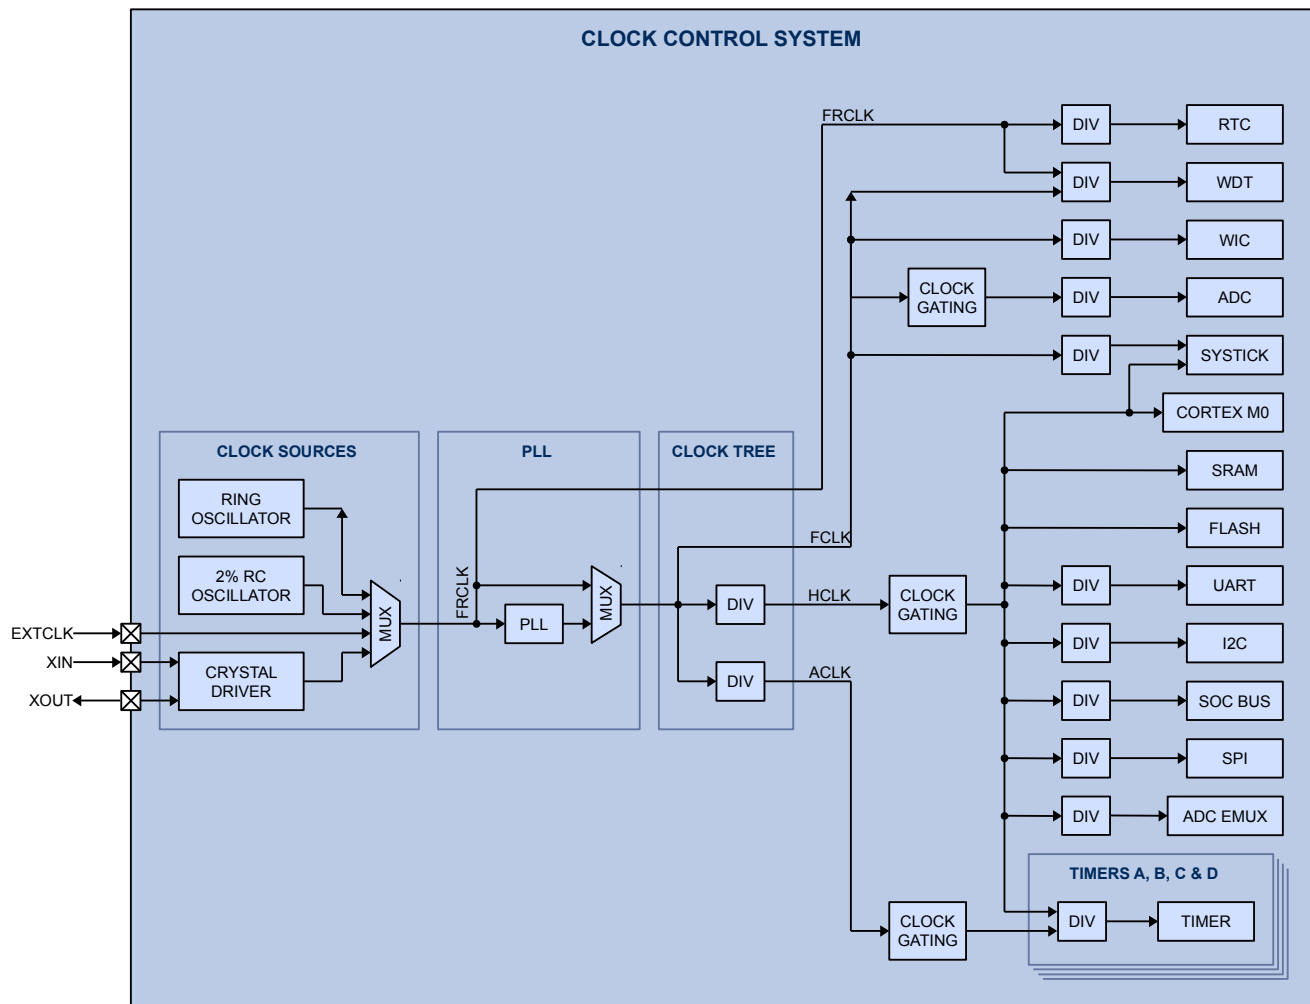 CLOCK CONTROL SYSTEM
FRCLK
DIV
RTC
DIV
WDT
DIV
WIC
CLOCK
GATING
DIV
ADC
DIV
SYSTICK
CORTEX M0
CLOCK SOURCES
PLL
CLOCK TREE
SRAM
RING
OSCILLATOR
FLASH
FCLK
2% RC
OSCILLATOR
MUX
FRCLK
PLL
MUX
DIV
HCLK
CLOCK
GATING
DIV
UART
EXTCLK
XIN
XOUT
CRYSTAL
DRIVER
DIV
ACLK
DIV
I2C
DIV
SOC BUS
DIV
SPI
DIV
ADC EMUX
TIMERS A, B, C & D
CLOCK
GATING
DIV
TIMER